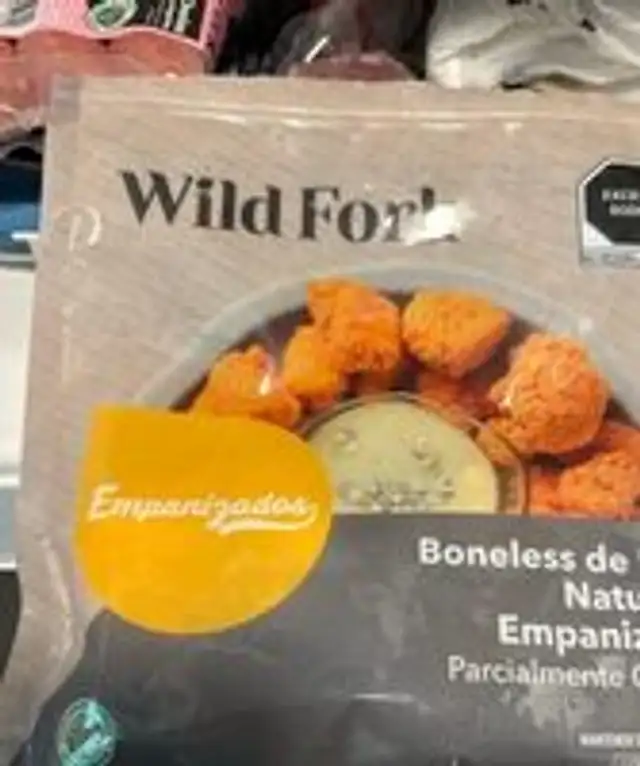 Wild Fork
Empanizados
Boneless de
Natu
Empaniz
Parcialmente